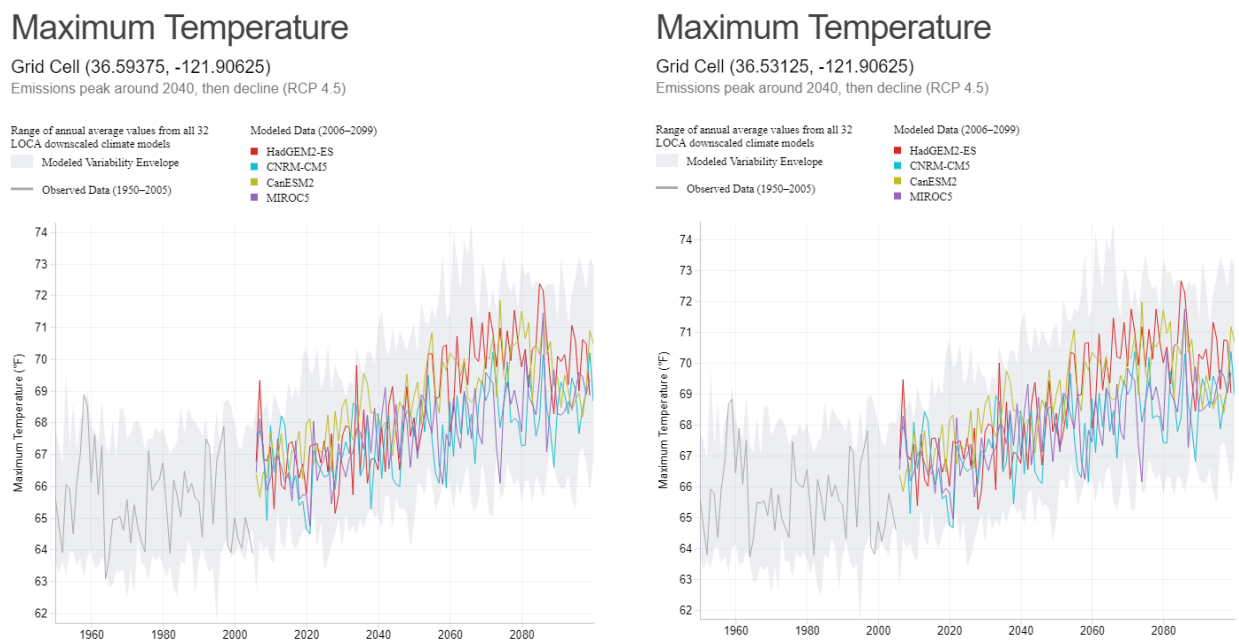 Maximum Temperature
Grid Cell (36.59375, -121.90625)
Emissions peak around 2040, then decline (RCP 4.5)
Range of annual average values from all 32
LOCA downscaled climate models
Modeled Variability Envelope
Observed Data (1950–2005)
Modeled Data (2006–2099)
HadGEM2-ES
CNRM-CM5
CanESM2
MIROC5
Maximum Temperature (°F)
74
73
72
71
70
69
68
67
66
65
64
63
62
1960
1980
2000
2020
2040
2060
2080
Maximum Temperature
Grid Cell (36.53125, -121.90625)
Emissions peak around 2040, then decline (RCP 4.5)
Range of annual average values from all 32
LOCA downscaled climate models
Modeled Variability Envelope
Observed Data (1950–2005)
Modeled Data (2006–2099)
HadGEM2-ES
CNRM-CM5
CanESM2
MIROC5
Maximum Temperature (°F)
74
73
72
71
70
69
68
67
66
65
64
63
62
1960
1980
2000
2020
2040
2060
2080